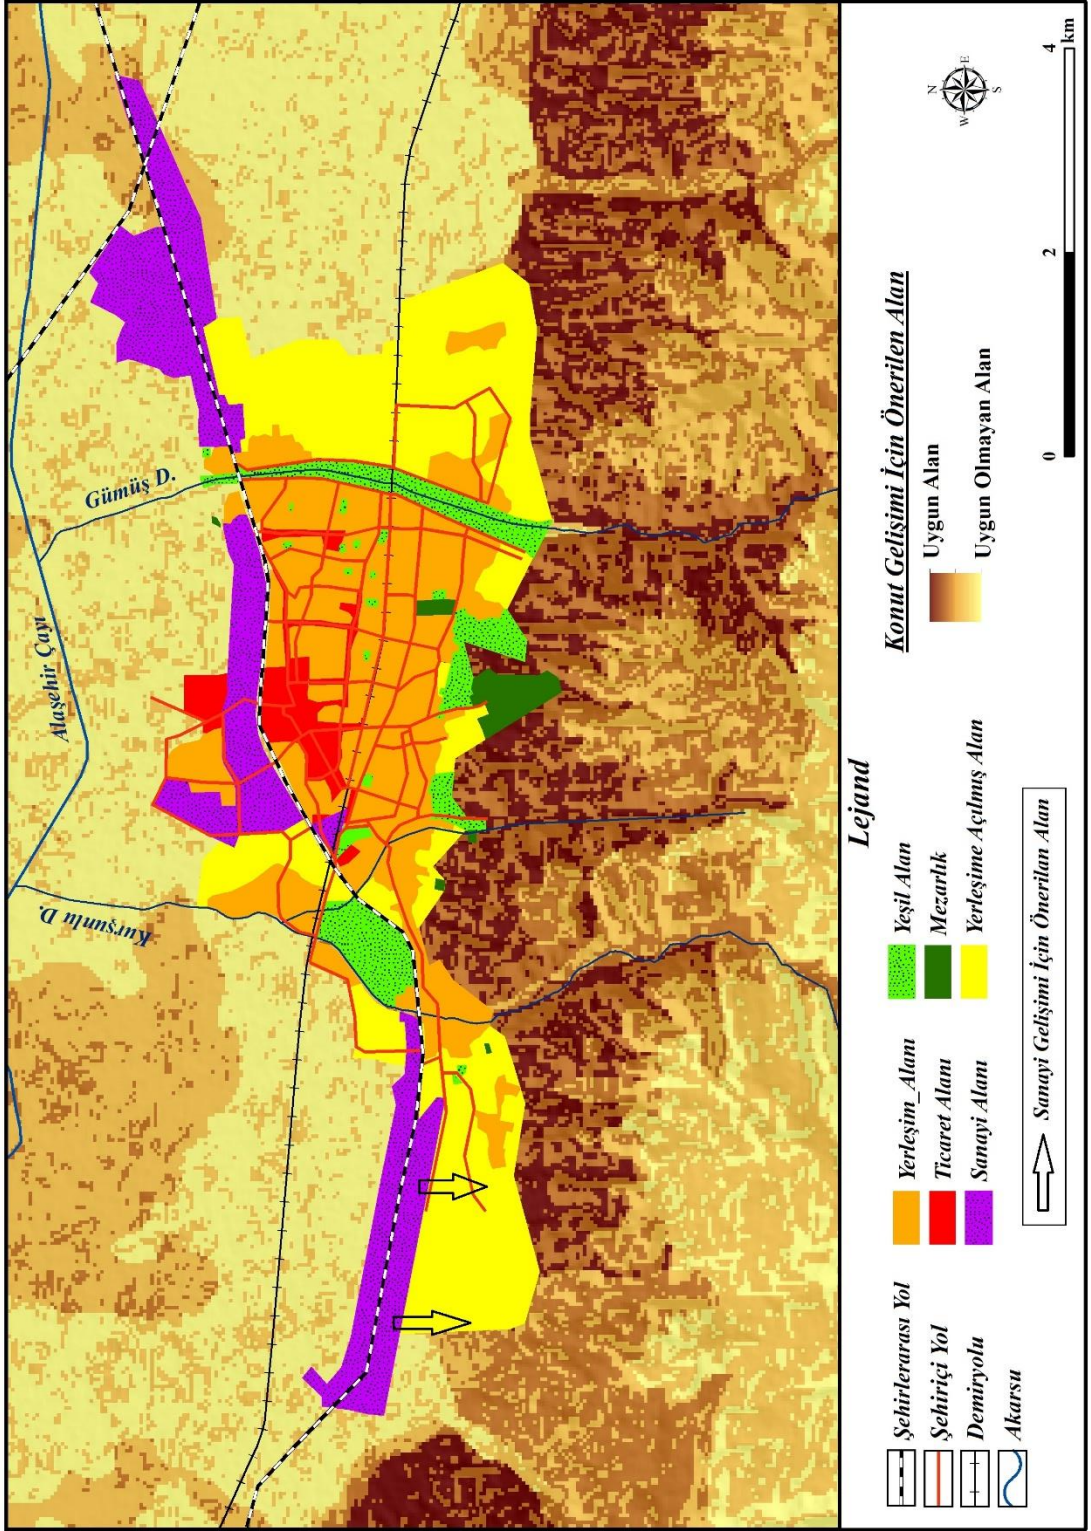 Alaşehir Çayı
Gümüş D.
Kurşunlu D.
Lejand
Şehirlerarası Yol
Şehiriçi Yol
Demiryolu
Akarsu
Yerleşim_Alanı
Ticaret Alanı
Sanayi Alanı
Yeşil Alan
Mezarlık
Yerleşime Açılmış Alan
Sanayi Gelişimi İçin Önerilan Alan
Konut Gelişimi İçin Önerilen Alan
Uygun Alan
Uygun Olmayan Alan
N
E
S
W
0 2 4
km